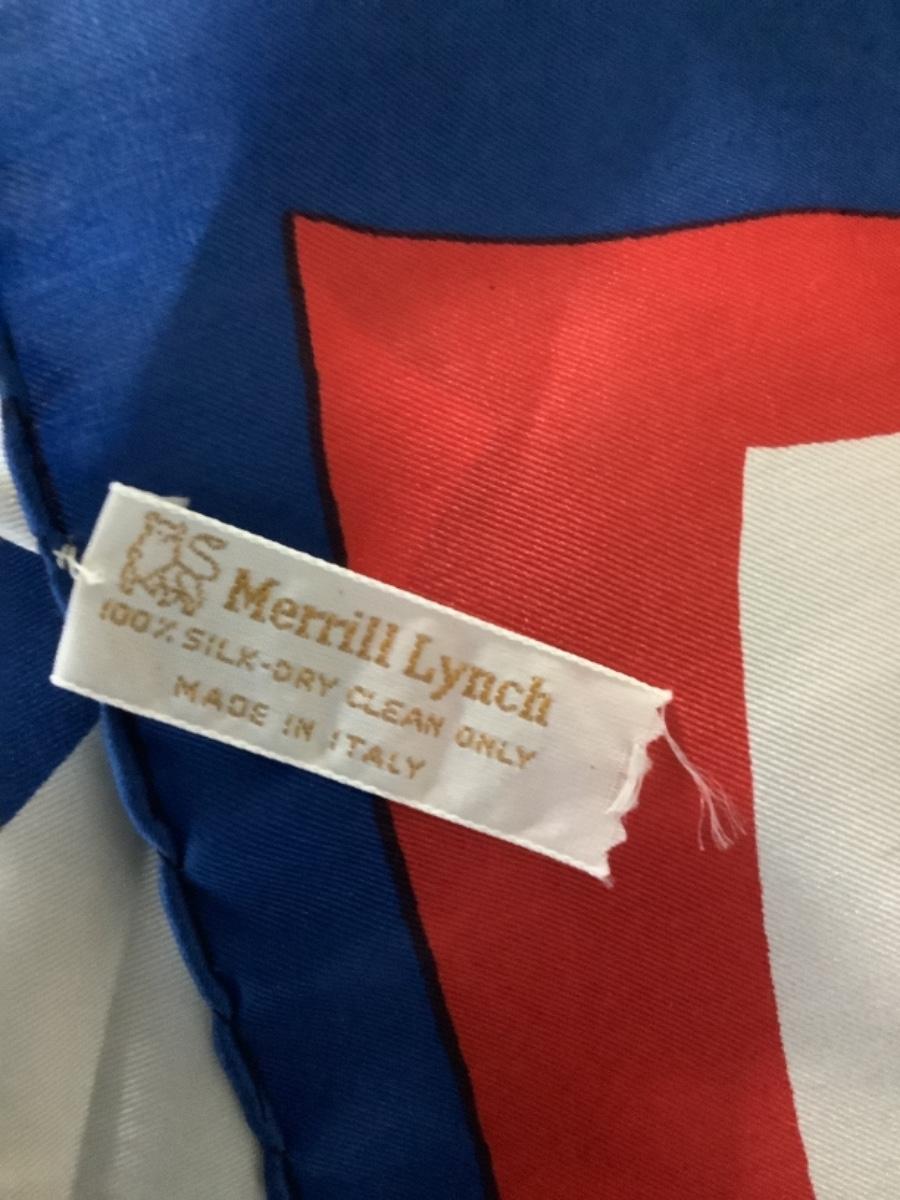 Merrill Lynch
100% SILK-DRY CLEAN ONLY
MADE IN ITALY